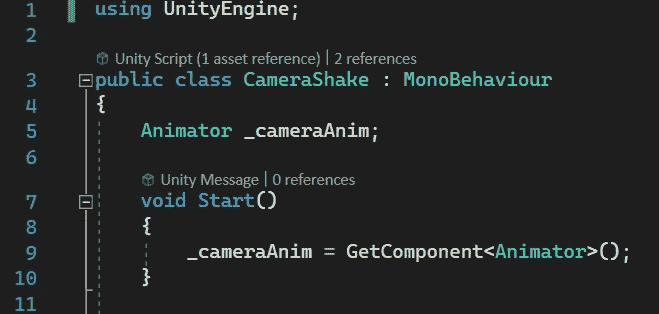 1 using UnityEngine;
2
Unity Script (1 asset reference) | 2 references
3 public class CameraShake : MonoBehaviour
4 {
5 Animator _cameraAnim;
6
Unity Message | 0 references
7 void Start()
8 {
9 _cameraAnim = GetComponent<Animator>();
10 }
11